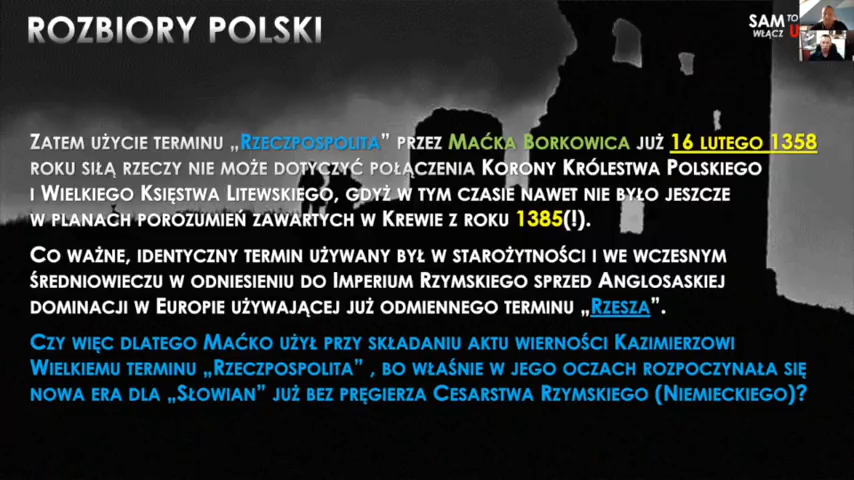 ROZBIORY POLSKI
SAM TO
WŁĄCZ U
ZATEM UŻYCIE TERMINU „RZECZPOSPOLITA” PRZEZ MAĆKA BORKOWICA JUŻ 16 LUTEGO 1358
ROKU SIŁĄ RZECZY NIE MOŻE DOTYCZYĆ POŁĄCZENIA KORONY KRÓLESTWA POLSKIEGO
I WIELKIEGO KSIĘSTWA LITEWSKIEGO, GDYŻ W TYM CZASIE NAWET NIE BYŁO JESZCZE
W PLANACH POROZUMIEŃ ZAWARTYCH W KREWIE Z ROKU 1385(!).
CO WAŻNE, IDENTYCZNY TERMIN UŻYWANY BYŁ W STAROŻYTNOŚCI I WE WCZESNYM
ŚREDNIOWIECZU W ODNIESIENIU DO IMPERIUM RZYMSKIEGO SPRZED ANGLOSASKIEJ
DOMINACJI W EUROPIE UŻYWAJĄCEJ JUŻ ODMIENNEGO TERMINU „RZESZA”.
CZY WIĘC DLATEGO MAĆKO UŻYŁ PRZY SKŁADANIU AKTU WIERNOŚCI KAZIMIERZOWI
WIELKIEMU TERMINU „RZECZPOSPOLITA” , BO WŁAŚNIE W JEGO OCZACH ROZPOCZYNAŁA SIĘ
NOWA ERA DLA „SŁOWIAN” JUŻ BEZ PRĘGIERZA CESARSTWA RZYMSKIEGO (NIEMIECKIEGO)?